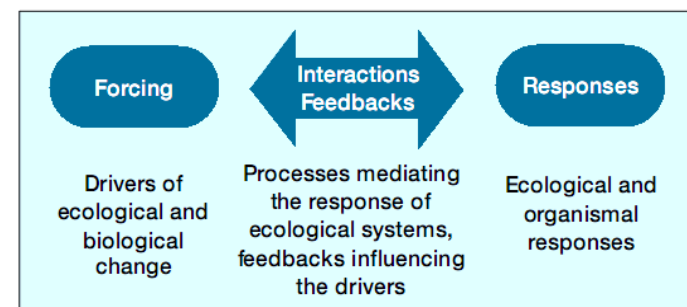 Forcing
Interactions
Feedbacks
Responses
Drivers of
ecological and
biological
change
Processes mediating
the response of
ecological systems,
feedbacks influencing
the drivers
Ecological and
organismal
responses